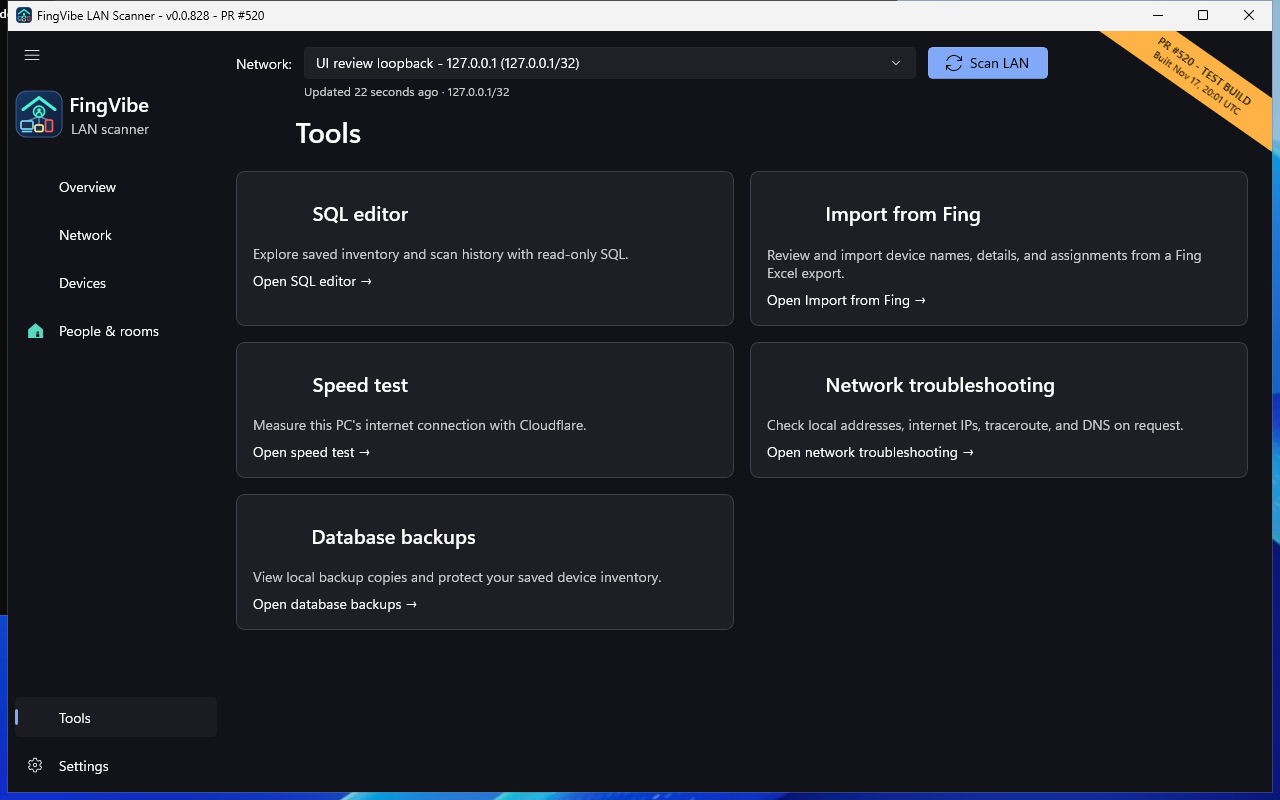 FingVibe LAN Scanner - v0.0.828 - PR #520
Network:
UI review loopback - 127.0.0.1 (127.0.0.1/32)
Scan LAN
Updated 22 seconds ago · 127.0.0.1/32
PR #520 - TEST BUILD
Built Nov 17, 20:01 UTC
FingVibe
LAN scanner
Overview
Network
Devices
People & rooms
Tools
Settings
Tools
SQL editor
Explore saved inventory and scan history with read-only SQL.
Open SQL editor →
Import from Fing
Review and import device names, details, and assignments from a Fing
Excel export.
Open Import from Fing →
Speed test
Measure this PC's internet connection with Cloudflare.
Open speed test →
Network troubleshooting
Check local addresses, internet IPs, traceroute, and DNS on request.
Open network troubleshooting →
Database backups
View local backup copies and protect your saved device inventory.
Open database backups →